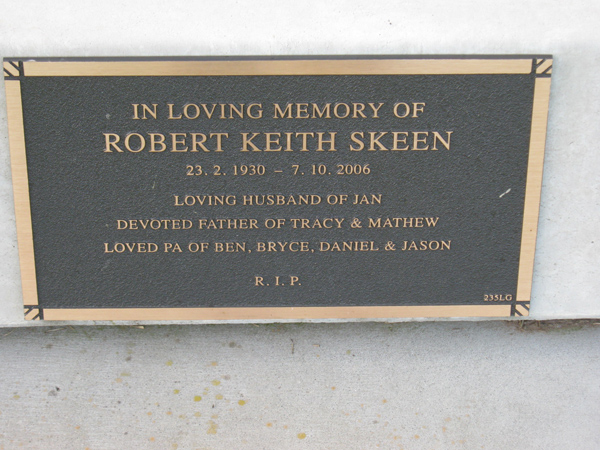 IN LOVING MEMORY OF
ROBERT KEITH SKEEN
23. 2. 1930 – 7. 10. 2006
LOVING HUSBAND OF JAN
DEVOTED FATHER OF TRACY & MATHEW
LOVED PA OF BEN, BRYCE, DANIEL & JASON
R. I. P.
235LG